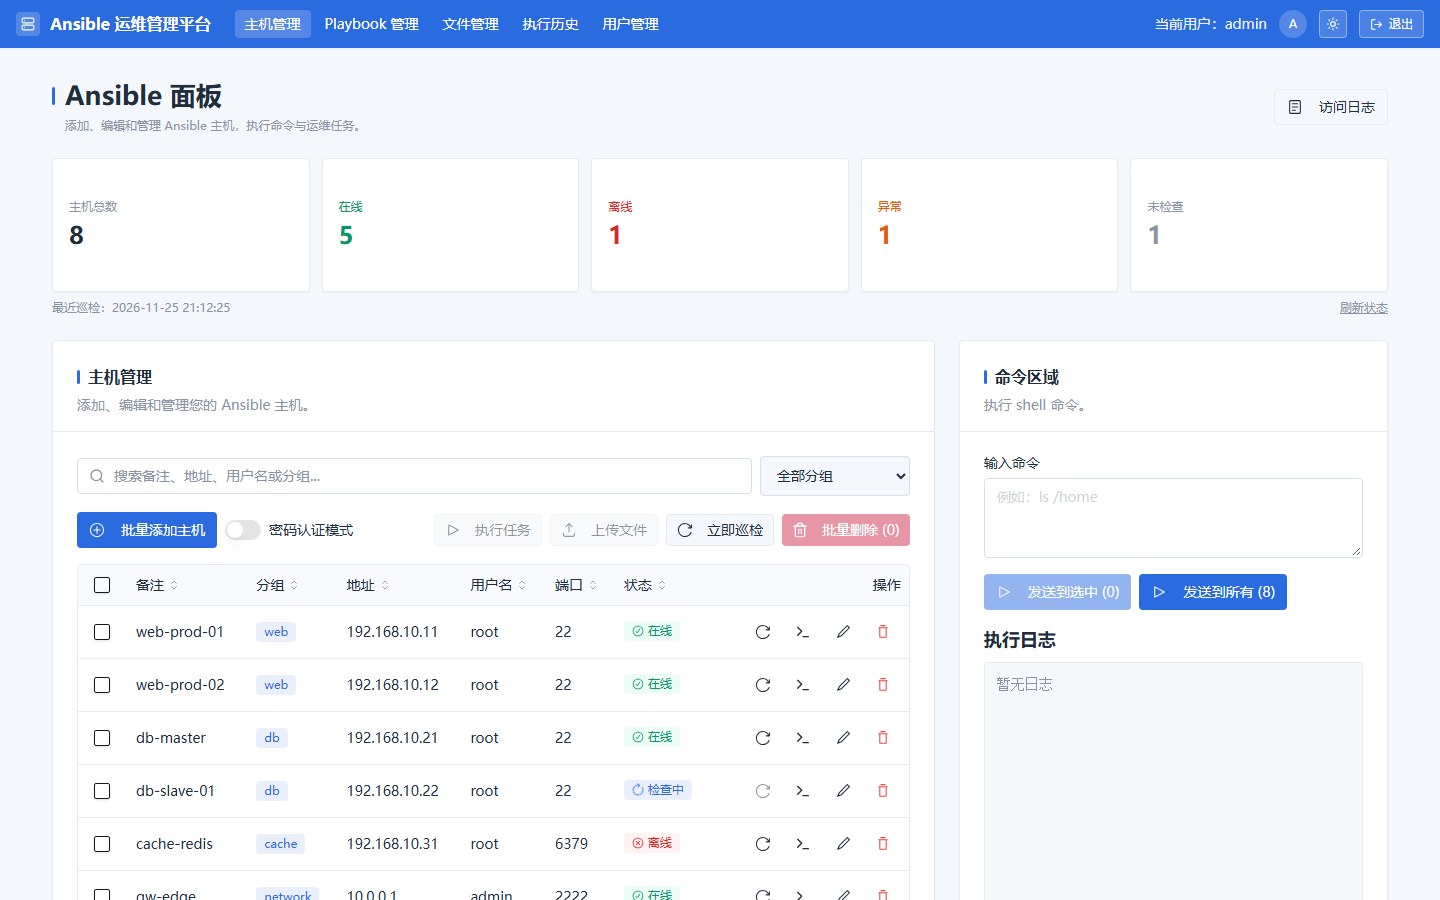 Ansible 运维管理平台 主机管理 Playbook 管理 文件管理 执行历史 用户管理 当前用户：admin A 退出
Ansible 面板
添加、编辑和管理 Ansible 主机，执行命令与运维任务。
访问日志
主机总数 在线 离线 异常 未检查
8 5 1 1 1
最近巡检：2026-11-25 21:12:25 刷新状态
主机管理
添加、编辑和管理您的 Ansible 主机。
搜索备注、地址、用户名或分组... 全部分组
批量添加主机 密码认证模式 执行任务 上传文件 立即巡检 批量删除 (0)
备注 分组 地址 用户名 端口 状态 操作
web-prod-01 web 192.168.10.11 root 22 在线
web-prod-02 web 192.168.10.12 root 22 在线
db-master db 192.168.10.21 root 22 在线
db-slave-01 db 192.168.10.22 root 22 检查中
cache-redis cache 192.168.10.31 root 6379 离线
gw-edge network 10.0.0.1 admin 2222 在线
命令区域
执行 shell 命令。
输入命令
例如：ls /home
发送到选中 (0) 发送到所有 (8)
执行日志
暂无日志